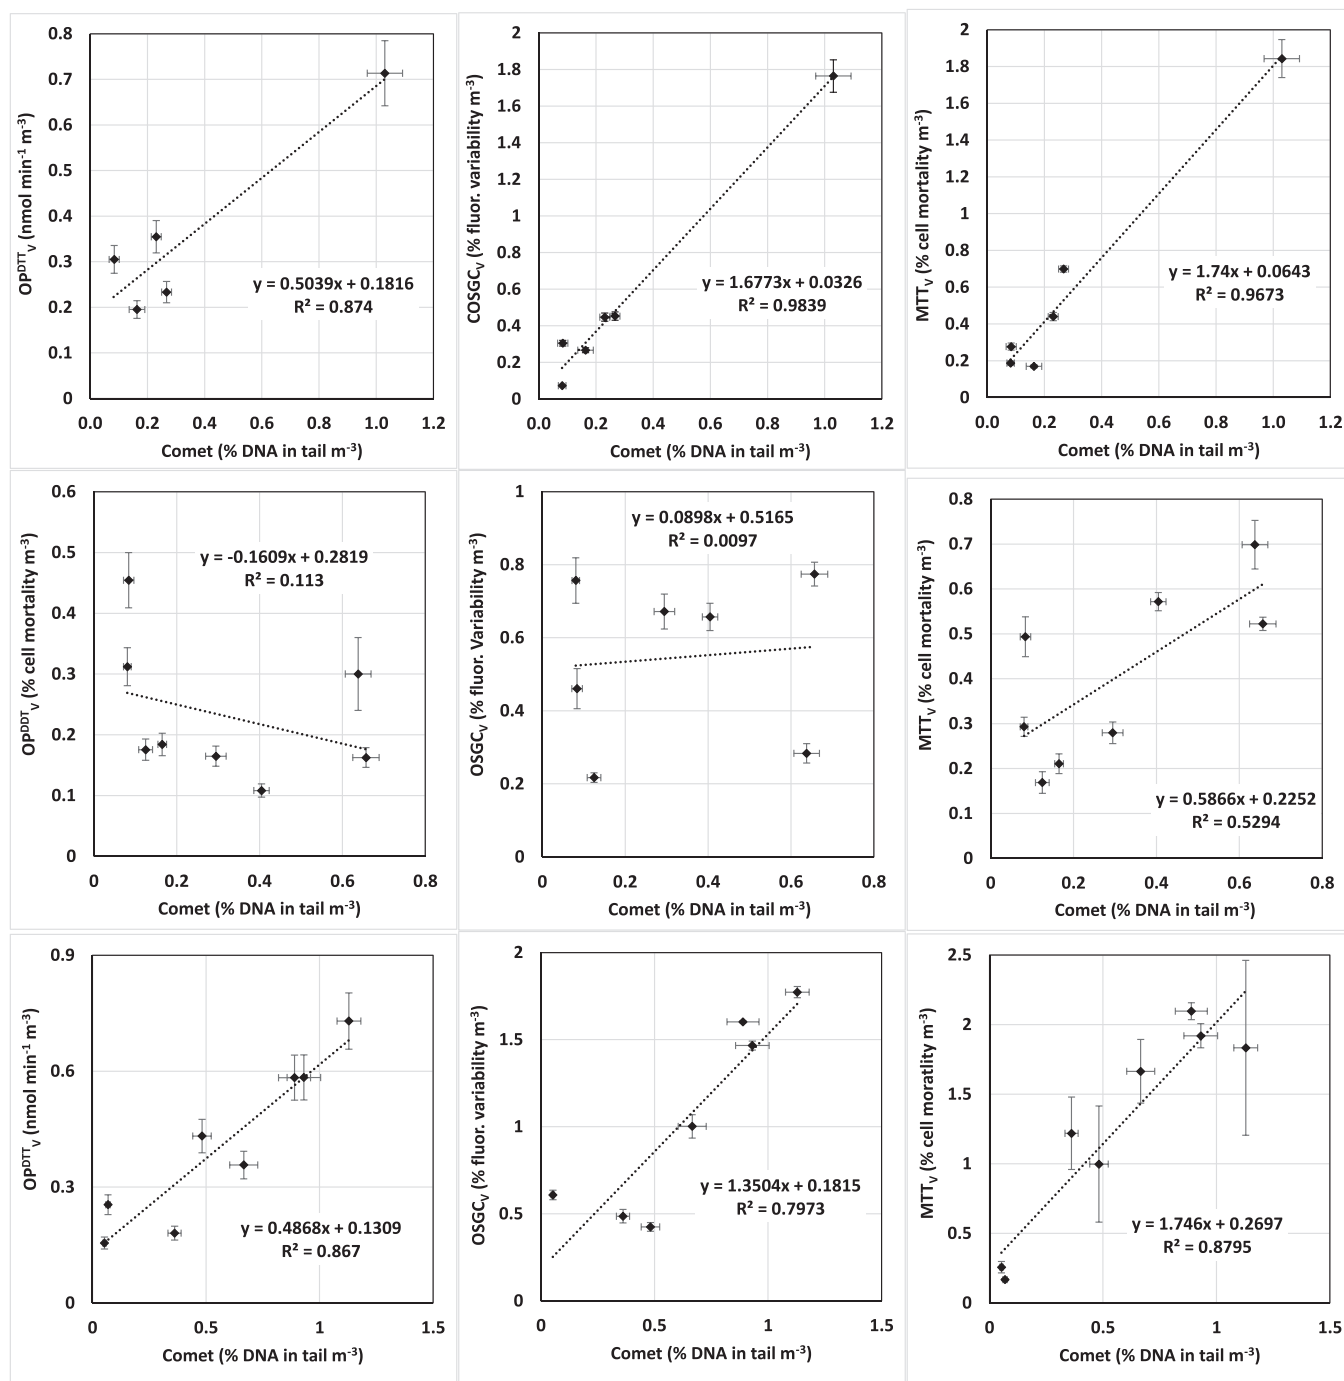 OP^DTT_V (nmol min⁻¹ m⁻³)
0.8
0.7
0.6
0.5
0.4
0.3
0.2
0.1
0
y = 0.5039x + 0.1816
R² = 0.874
0.0 0.2 0.4 0.6 0.8 1.0 1.2
Comet (% DNA in tail m⁻³)
COSGC_V (% fluor. variability m⁻³)
2
1.8
1.6
1.4
1.2
1
0.8
0.6
0.4
0.2
0
y = 1.6773x + 0.0326
R² = 0.9839
0.0 0.2 0.4 0.6 0.8 1.0 1.2
Comet (% DNA in tail m⁻³)
MTT_V (% cell mortality m⁻³)
2
1.8
1.6
1.4
1.2
1
0.8
0.6
0.4
0.2
0
y = 1.74x + 0.0643
R² = 0.9673
0.0 0.2 0.4 0.6 0.8 1.0 1.2
Comet (% DNA in tail m⁻³)
OP^DDT_V (% cell mortality m⁻³)
0.6
0.5
0.4
0.3
0.2
0.1
0
y = -0.1609x + 0.2819
R² = 0.113
0 0.2 0.4 0.6 0.8
Comet (% DNA in tail m⁻³)
OSGC_V (% fluor. Variability m⁻³)
1
0.8
0.6
0.4
0.2
0
y = 0.0898x + 0.5165
R² = 0.0097
0 0.2 0.4 0.6 0.8
Comet (% DNA in tail m⁻³)
MTT_V (% cell mortality m⁻³)
0.8
0.7
0.6
0.5
0.4
0.3
0.2
0.1
0
y = 0.5866x + 0.2252
R² = 0.5294
0 0.2 0.4 0.6 0.8
Comet (% DNA in tail m⁻³)
OP^DTT_V (nmol min⁻¹ m⁻³)
0.9
0.6
0.3
0
y = 0.4868x + 0.1309
R² = 0.867
0 0.5 1 1.5
Comet (% DNA in tail m⁻³)
OSGC_V (% fluor. variability m⁻³)
2
1.5
1
0.5
0
y = 1.3504x + 0.1815
R² = 0.7973
0 0.5 1 1.5
Comet (% DNA in tail m⁻³)
MTT_V (% cell moratlity m⁻³)
2.5
2
1.5
1
0.5
0
y = 1.746x + 0.2697
R² = 0.8795
0 0.5 1 1.5
Comet (% DNA in tail m⁻³)